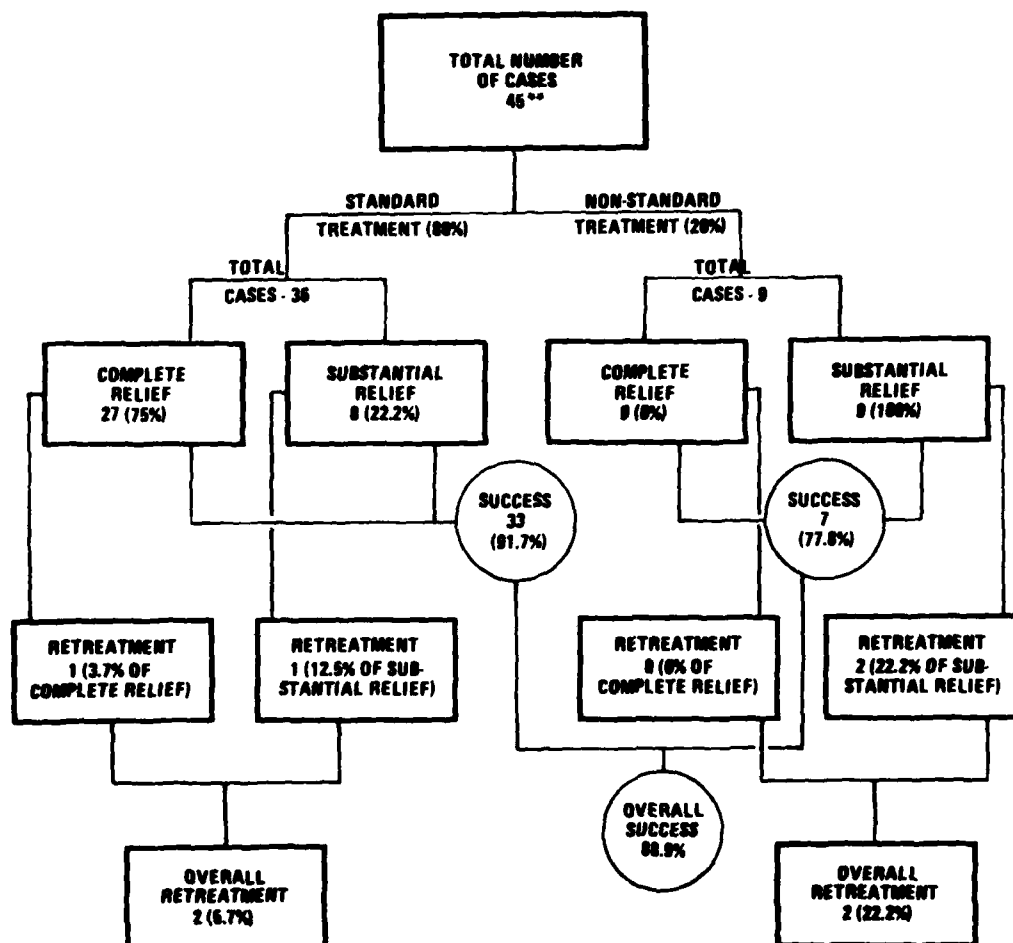 TOTAL NUMBER
OF CASES
45**
STANDARD
TREATMENT (80%)
NON-STANDARD
TREATMENT (20%)
TOTAL
CASES - 36
TOTAL
CASES - 9
COMPLETE
RELIEF
27 (75%)
SUBSTANTIAL
RELIEF
8 (22.2%)
COMPLETE
RELIEF
0 (0%)
SUBSTANTIAL
RELIEF
9 (100%)
SUCCESS
33
(91.7%)
SUCCESS
7
(77.8%)
RETREATMENT
1 (3.7% OF
COMPLETE RELIEF)
RETREATMENT
1 (12.5% OF SUB-
STANTIAL RELIEF)
RETREATMENT
0 (0% OF
COMPLETE RELIEF)
RETREATMENT
2 (22.2% OF SUB-
STANTIAL RELIEF)
OVERALL
SUCCESS
88.9%
OVERALL
RETREATMENT
2 (5.7%)
OVERALL
RETREATMENT
2 (22.2%)